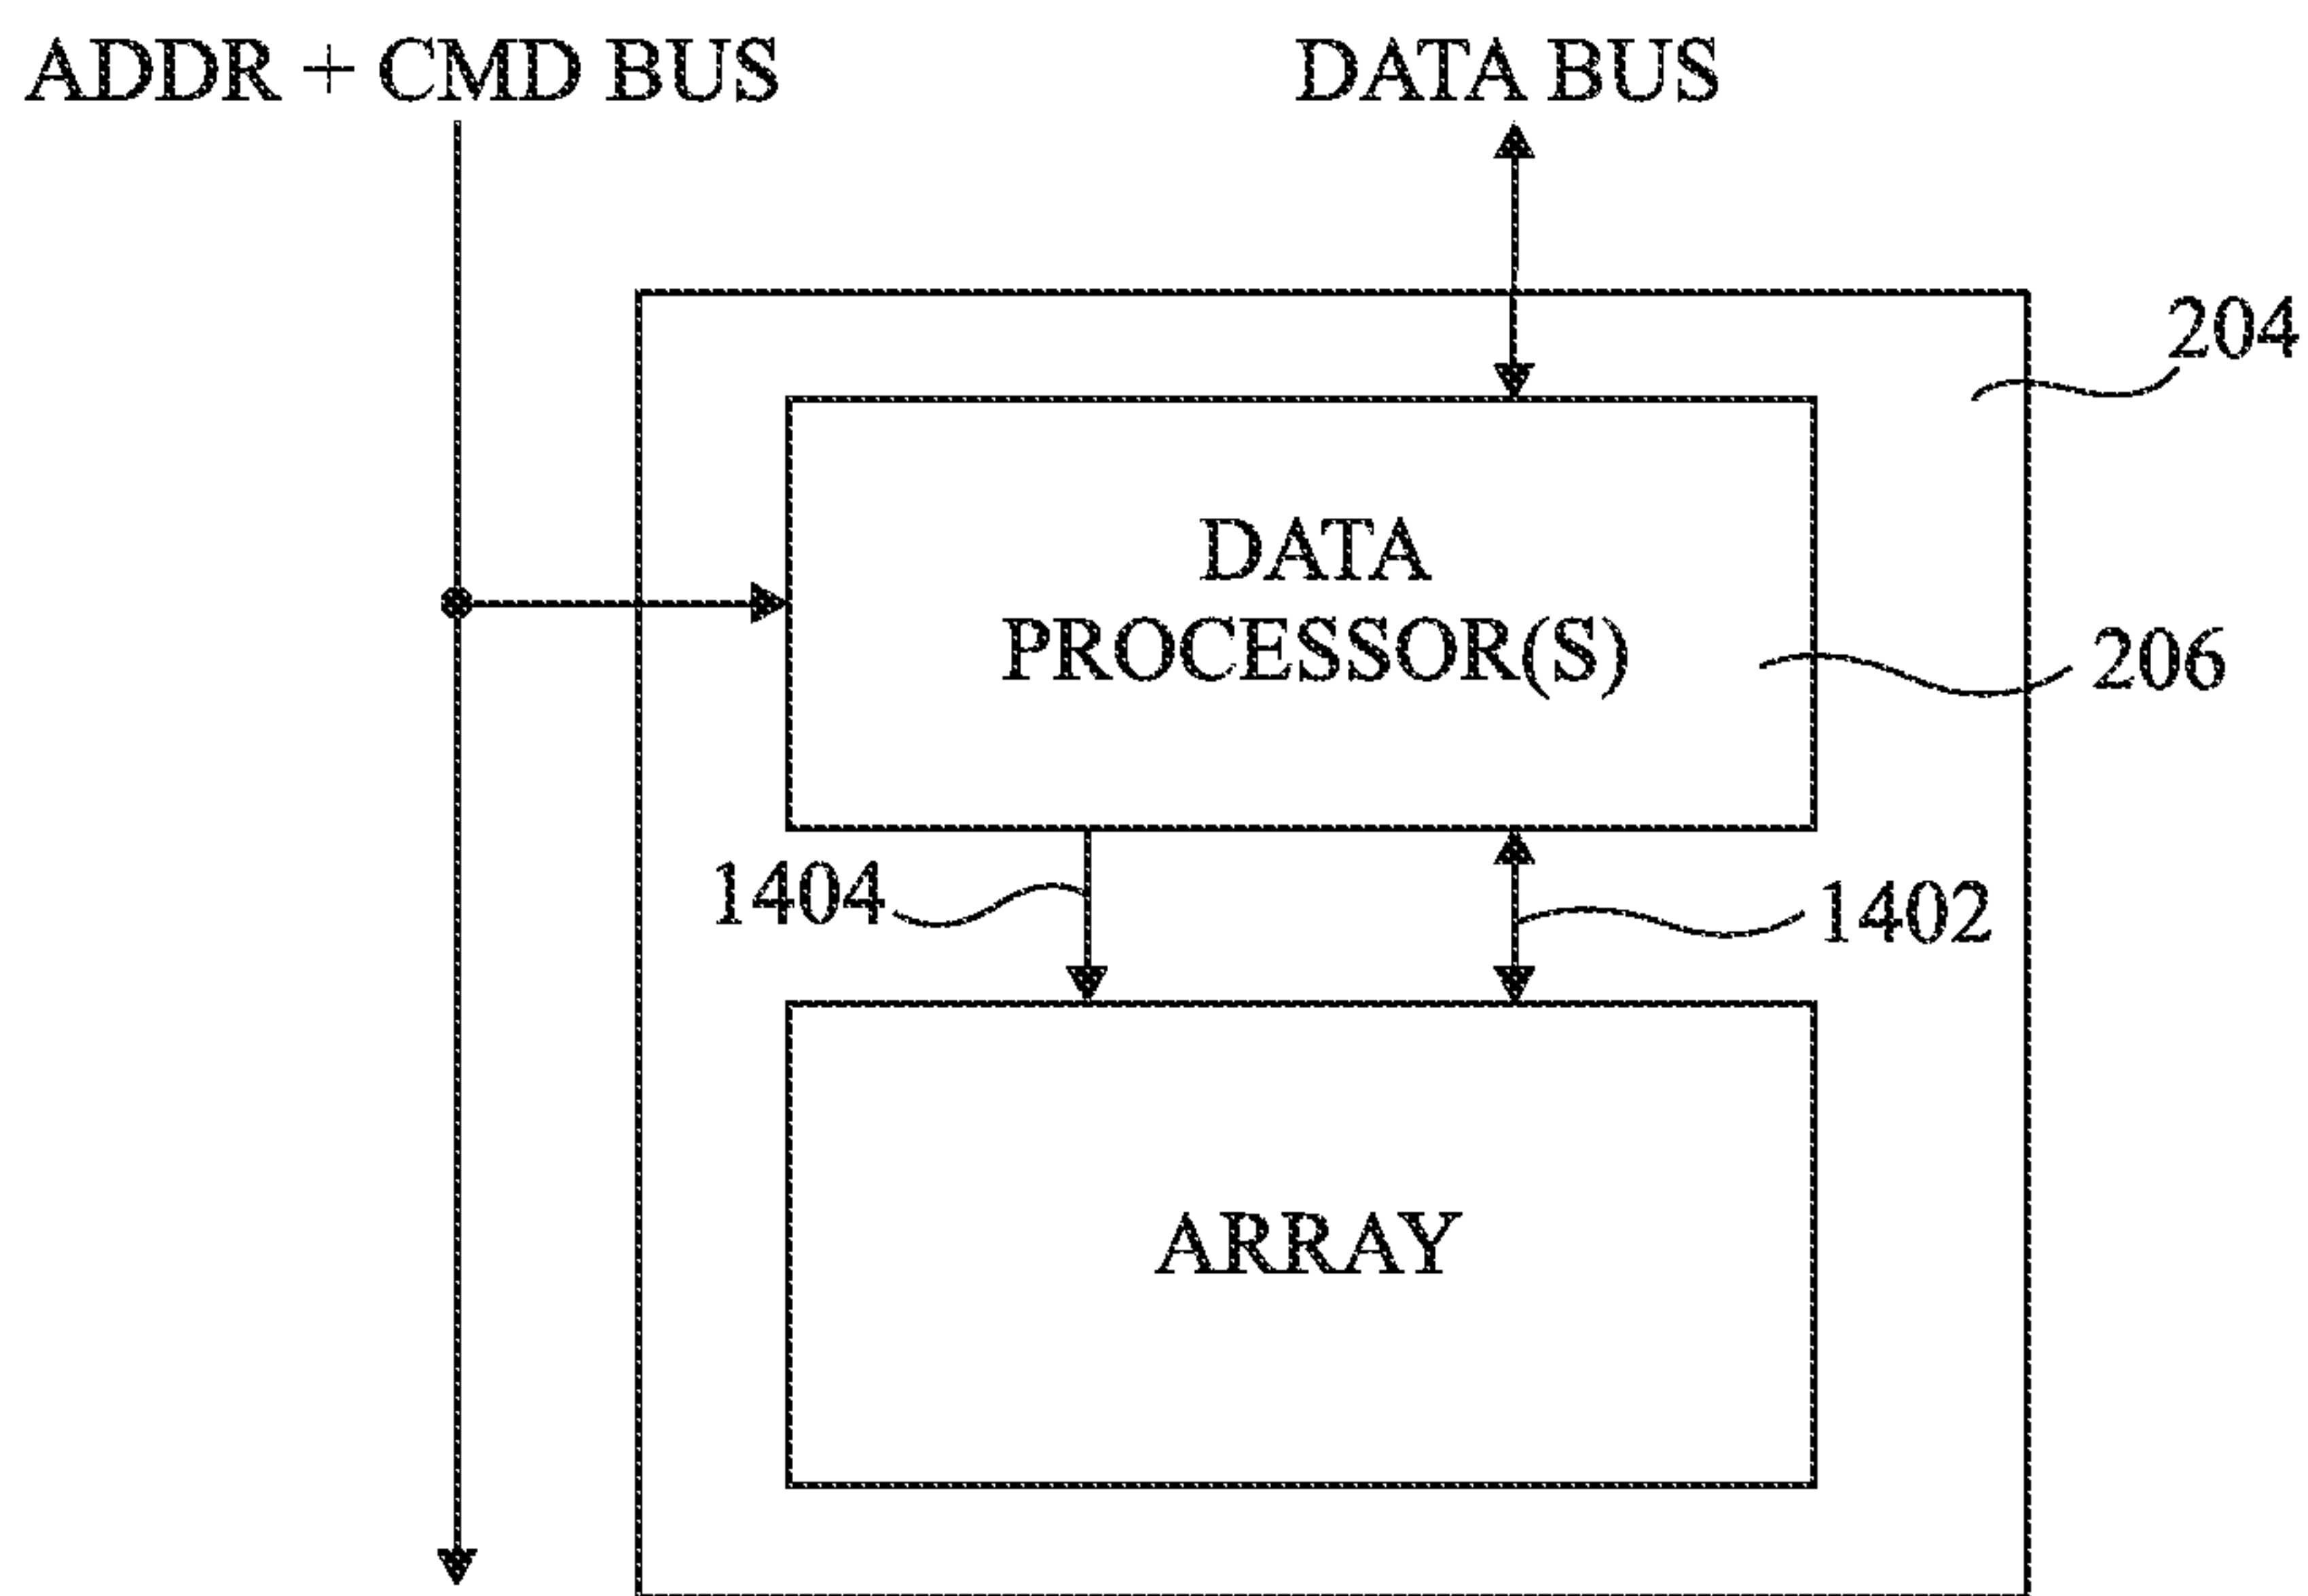 ADDR + CMD BUS
DATA BUS
204
DATA
PROCESSOR(S)
206
1404
1402
ARRAY